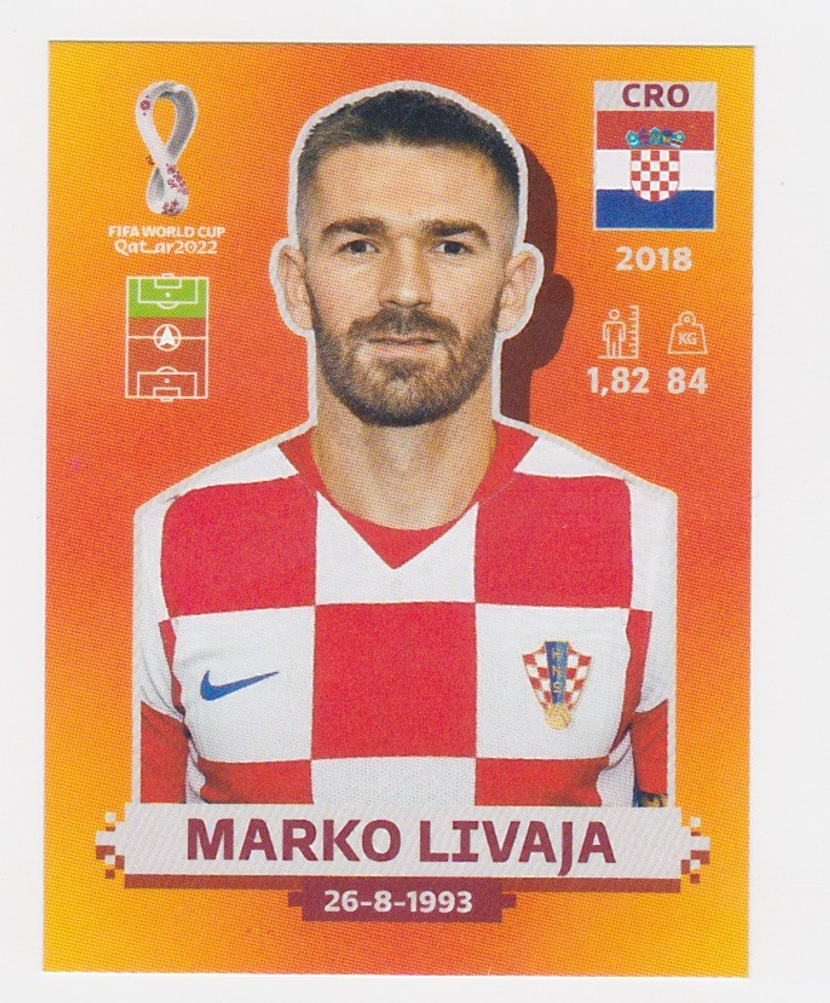 FIFA WORLD CUP
Qatar2022
CRO
2018
KG
1,82 84
MARKO LIVAJA
26-8-1993